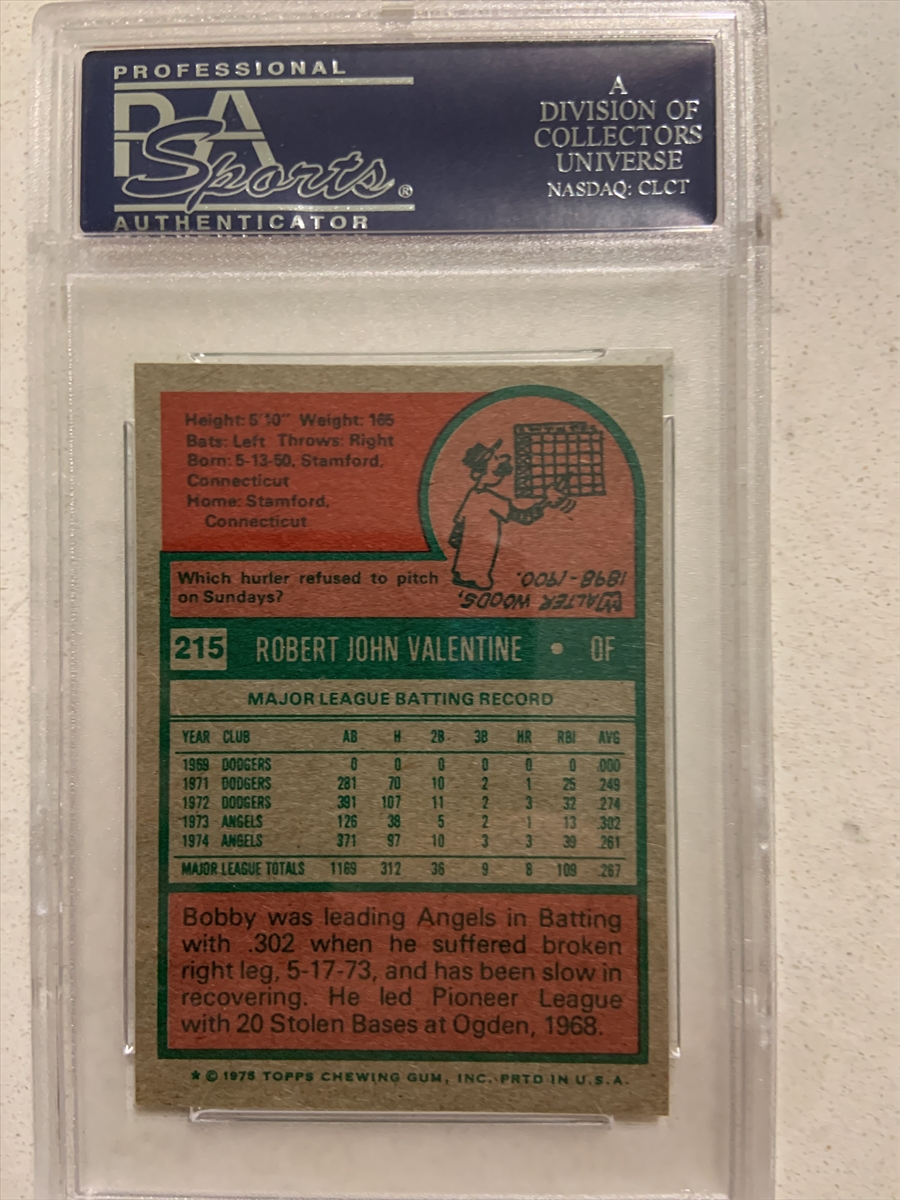 PROFESSIONAL
PSA
Sports®
AUTHENTICATOR
A
DIVISION OF
COLLECTORS
UNIVERSE
NASDAQ: CLCT
Height: 5'10" Weight: 165
Bats: Left Throws: Right
Born: 5-13-50, Stamford,
Connecticut
Home: Stamford,
Connecticut
Which hurler refused to pitch
on Sundays?
WALTER WOODS,
1898-1900.
215 ROBERT JOHN VALENTINE • OF
MAJOR LEAGUE BATTING RECORD
YEAR CLUB AB H 2B 3B HR RBI AVG
1969 DODGERS 0 0 0 0 0 0 .000
1971 DODGERS 281 70 10 2 1 25 .249
1972 DODGERS 391 107 11 2 3 32 .274
1973 ANGELS 126 38 5 2 1 13 .302
1974 ANGELS 371 97 10 3 3 39 .261
MAJOR LEAGUE TOTALS 1169 312 36 9 8 109 .267
Bobby was leading Angels in Batting
with .302 when he suffered broken
right leg, 5-17-73, and has been slow in
recovering. He led Pioneer League
with 20 Stolen Bases at Ogden, 1968.
★ © 1975 TOPPS CHEWING GUM, INC. PRTD IN U.S.A.